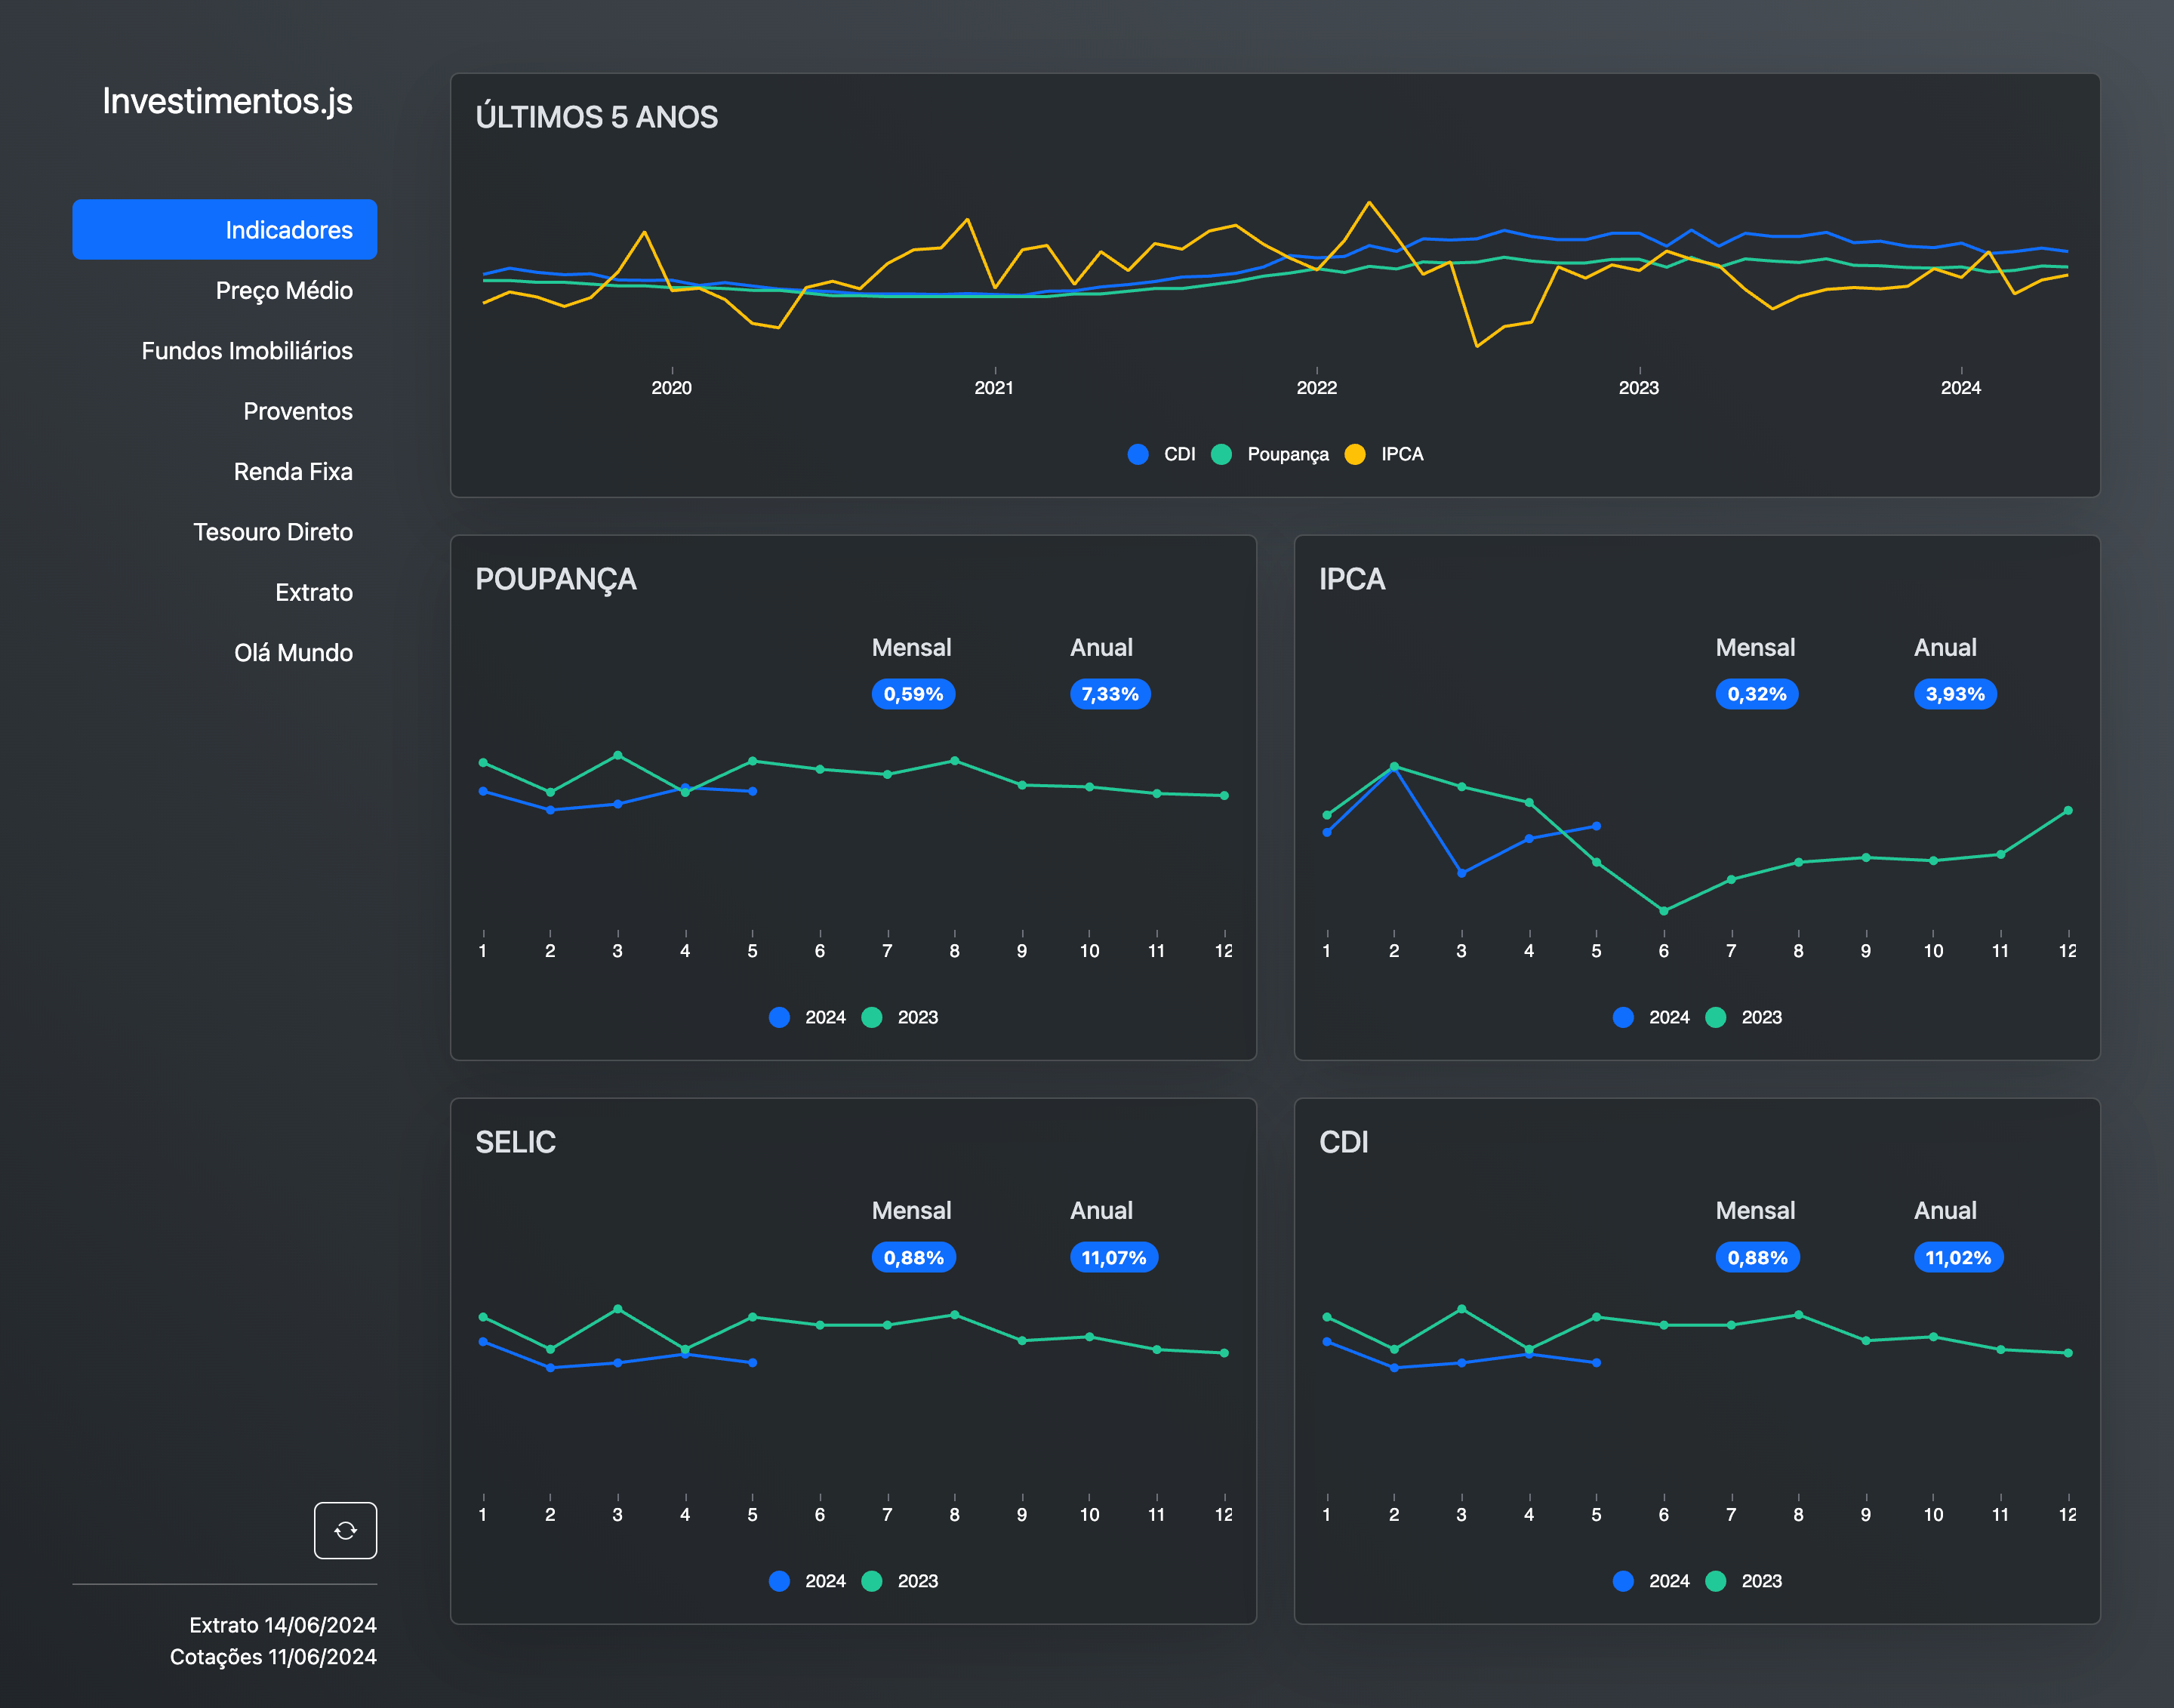 Investimentos.js
Indicadores
Preço Médio
Fundos Imobiliários
Proventos
Renda Fixa
Tesouro Direto
Extrato
Olá Mundo
Extrato 14/06/2024
Cotações 11/06/2024
ÚLTIMOS 5 ANOS
2020 2021 2022 2023 2024
CDI Poupança IPCA
POUPANÇA
Mensal Anual
0,59% 7,33%
1 2 3 4 5 6 7 8 9 10 11 12
2024 2023
IPCA
Mensal Anual
0,32% 3,93%
1 2 3 4 5 6 7 8 9 10 11 12
2024 2023
SELIC
Mensal Anual
0,88% 11,07%
1 2 3 4 5 6 7 8 9 10 11 12
2024 2023
CDI
Mensal Anual
0,88% 11,02%
1 2 3 4 5 6 7 8 9 10 11 12
2024 2023